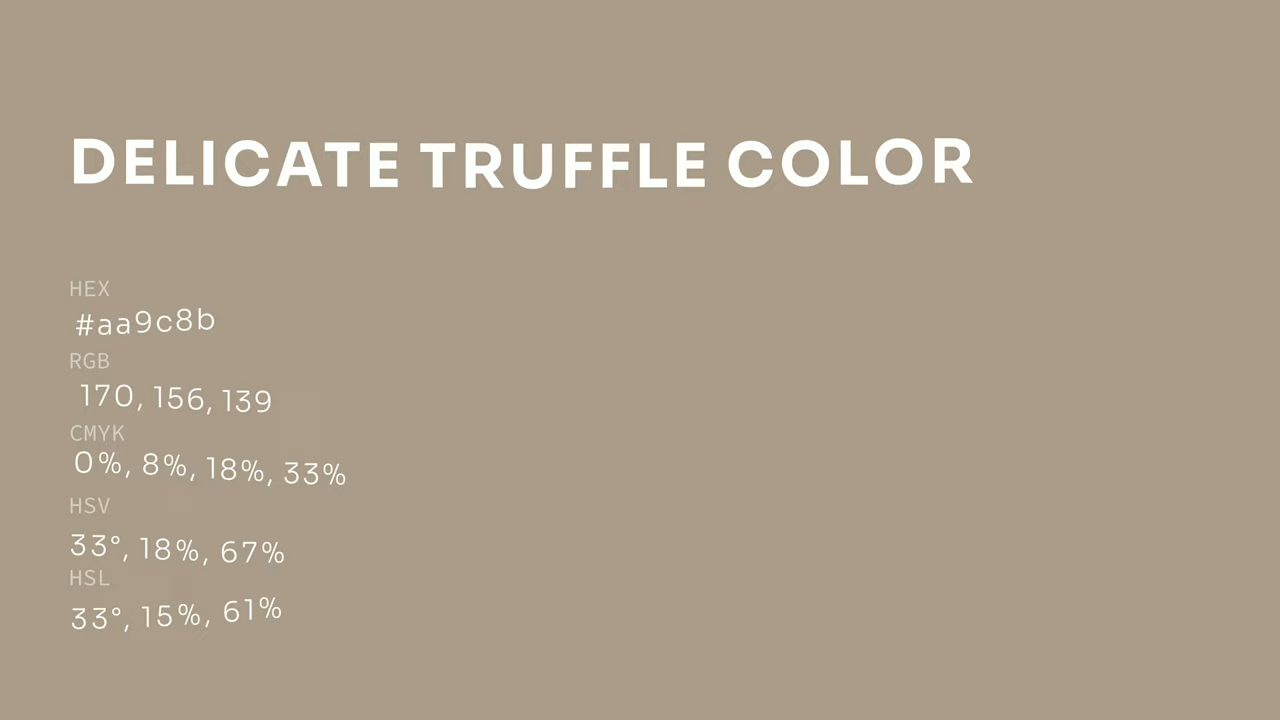 DELICATE TRUFFLE COLOR
HEX
#aa9c8b
RGB
170, 156, 139
CMYK
0%, 8%, 18%, 33%
HSV
33°, 18%, 67%
HSL
33°, 15%, 61%